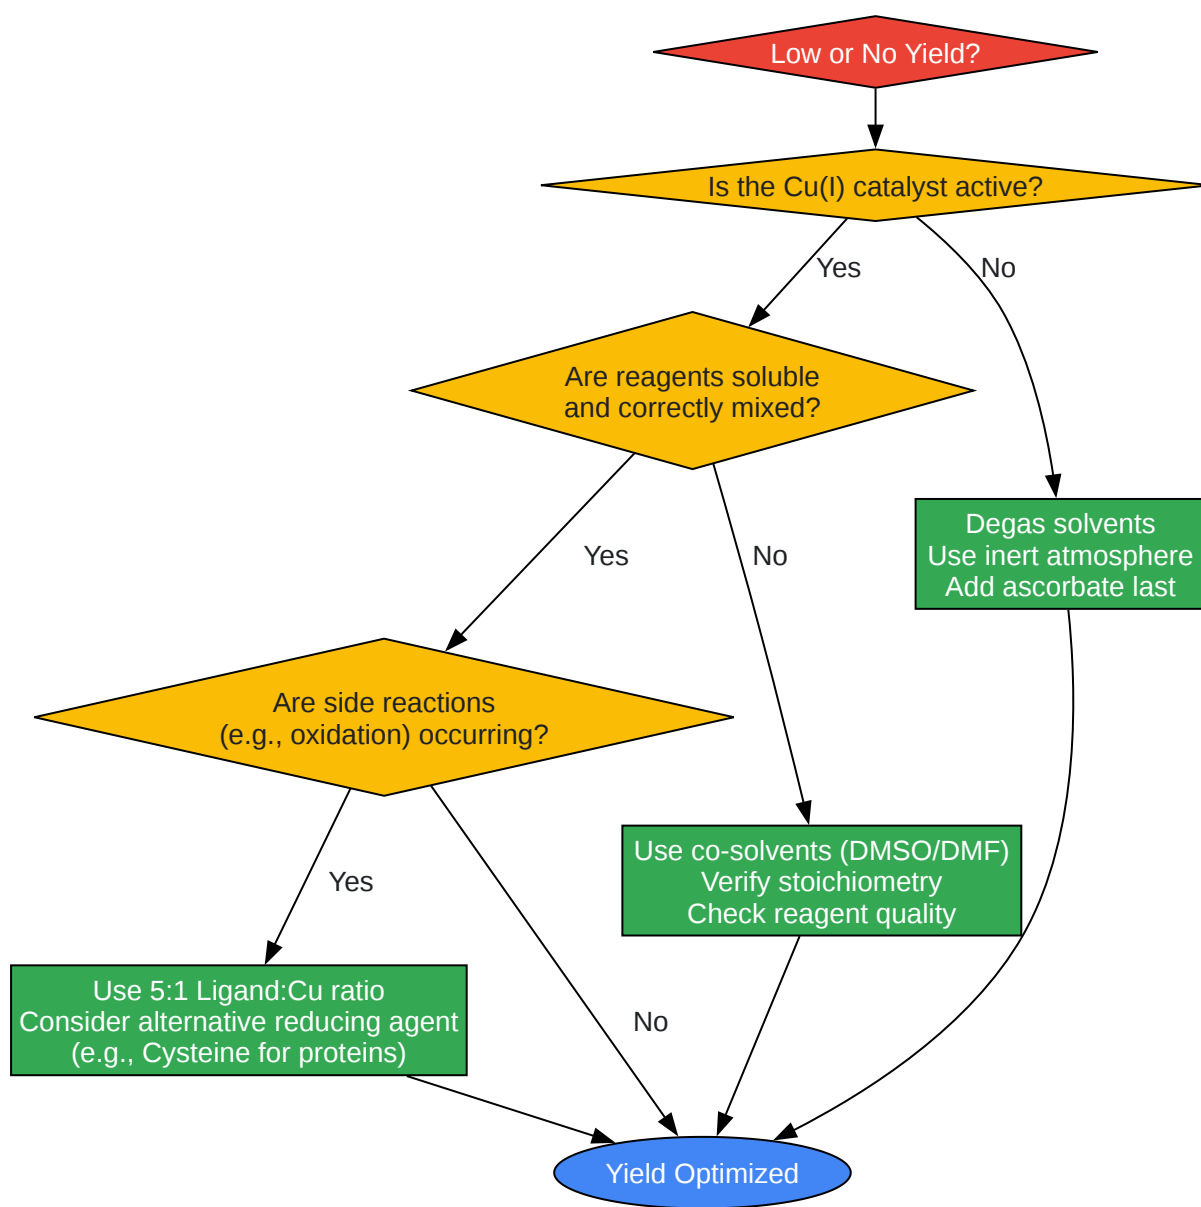 Low or No Yield?
Is the Cu(I) catalyst active?
Yes
No
Are reagents soluble
and correctly mixed?
Degas solvents
Use inert atmosphere
Add ascorbate last
Yes
No
Are side reactions
(e.g., oxidation) occurring?
Use co-solvents (DMSO/DMF)
Verify stoichiometry
Check reagent quality
Yes
Use 5:1 Ligand:Cu ratio
Consider alternative reducing agent
(e.g., Cysteine for proteins)
No
Yield Optimized